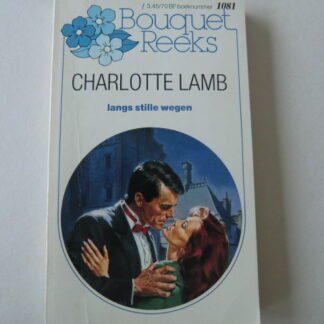 ƒ 3,45/70 BF boeknummer 1081
Bouquet
Reeks
CHARLOTTE LAMB
langs stille wegen